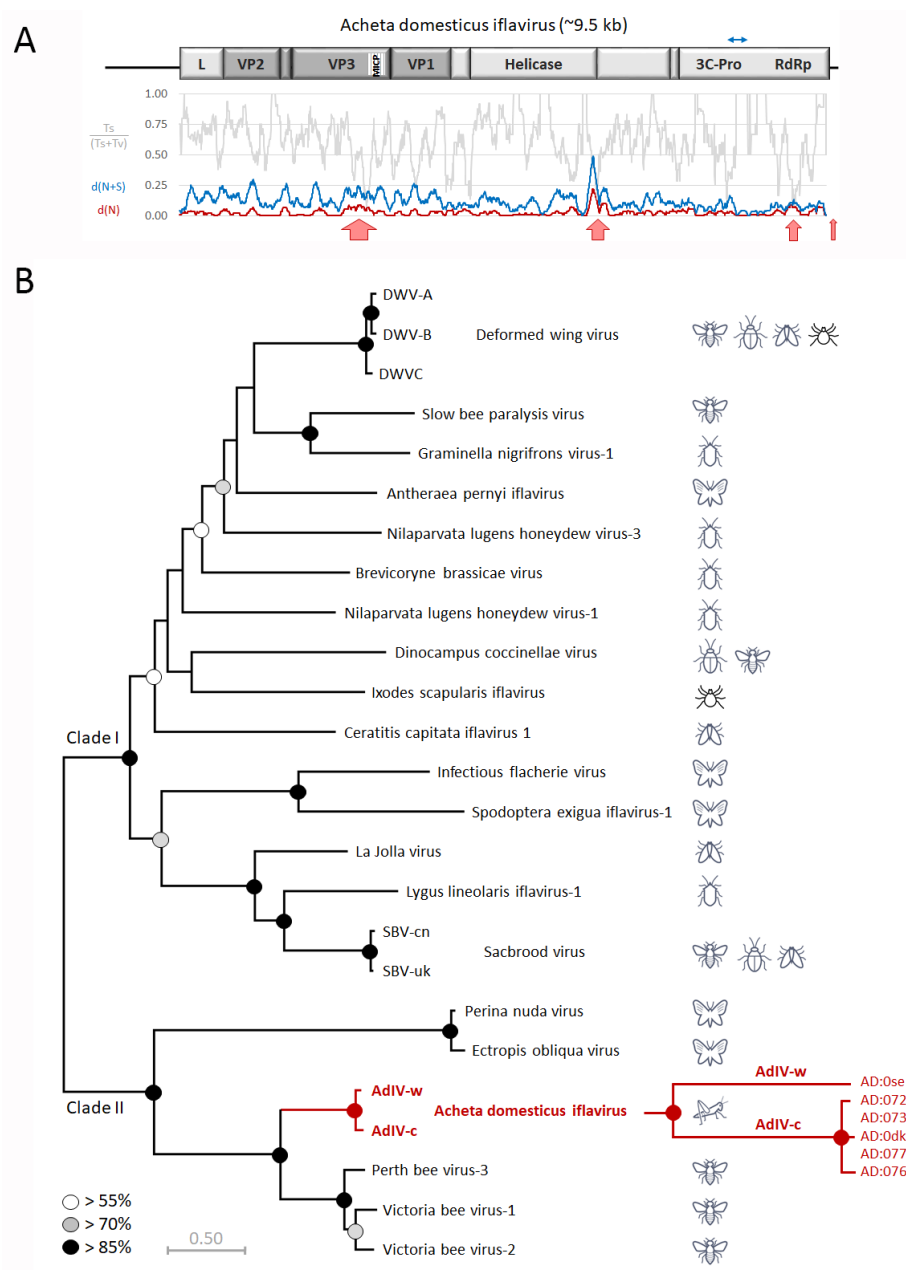 A
Acheta domesticus iflavirus (~9.5 kb)
L VP2 VP3 MICP VP1 Helicase 3C-Pro RdRp
1.00
0.75
0.50
0.25
0.00
Ts
(Ts+Tv)
d(N+S)
d(N)
B
DWV-A
DWV-B Deformed wing virus
DWVC
Slow bee paralysis virus
Graminella nigrifrons virus-1
Antheraea pernyi iflavirus
Nilaparvata lugens honeydew virus-3
Brevicoryne brassicae virus
Nilaparvata lugens honeydew virus-1
Dinocampus coccinellae virus
Ixodes scapularis iflavirus
Ceratitis capitata iflavirus 1
Clade I
Infectious flacherie virus
Spodoptera exigua iflavirus-1
La Jolla virus
Lygus lineolaris iflavirus-1
SBV-cn
Sacbrood virus
SBV-uk
Perina nuda virus
Ectropis obliqua virus
Clade II
AdIV-w
Acheta domesticus iflavirus
AdIV-c
AdIV-w
AdIV-c
AD:0se
AD:072
AD:073
AD:0dk
AD:077
AD:076
Perth bee virus-3
Victoria bee virus-1
Victoria bee virus-2
> 55%
> 70%
> 85%
0.50